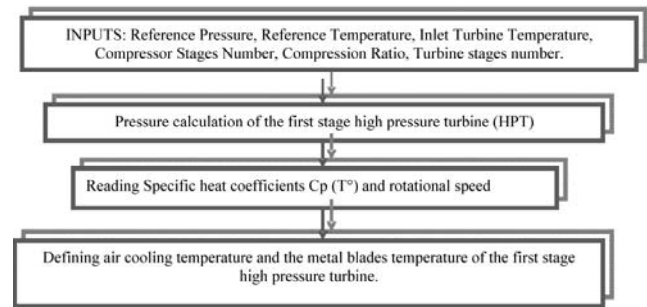 INPUTS: Reference Pressure, Reference Temperature, Inlet Turbine Temperature,
Compressor Stages Number, Compression Ratio, Turbine stages number.
Pressure calculation of the first stage high pressure turbine (HPT)
Reading Specific heat coefficients Cp (T°) and rotational speed
Defining air cooling temperature and the metal blades temperature of the first stage
high pressure turbine.